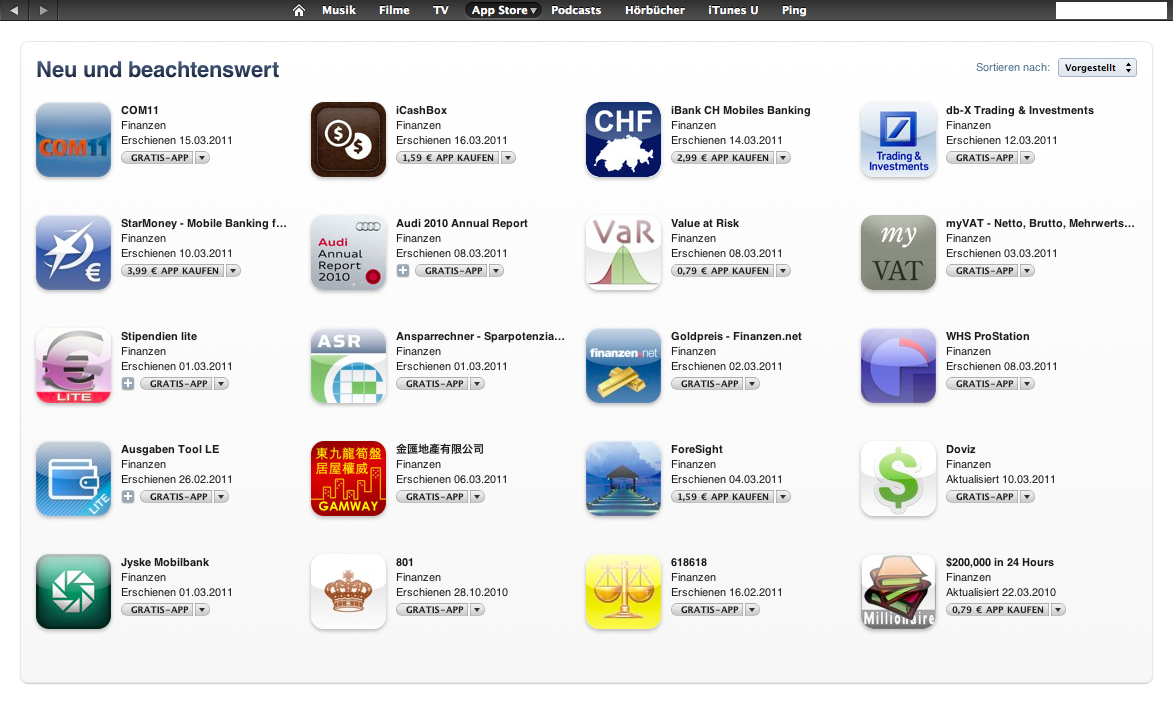 Musik Filme TV App Store Podcasts Hörbücher iTunes U Ping
Neu und beachtenswert
Sortieren nach: Vorgestellt
COM11
COM11
Finanzen
Erschienen 15.03.2011
GRATIS-APP
iCashBox
Finanzen
Erschienen 16.03.2011
1,59 € APP KAUFEN
CHF
iBank CH Mobiles Banking
Finanzen
Erschienen 14.03.2011
2,99 € APP KAUFEN
Trading &
Investments
db-X Trading & Investments
Finanzen
Erschienen 12.03.2011
GRATIS-APP
€
StarMoney - Mobile Banking f...
Finanzen
Erschienen 10.03.2011
3,99 € APP KAUFEN
Audi
Annual
Report
2010
Audi 2010 Annual Report
Finanzen
Erschienen 08.03.2011
GRATIS-APP
VaR
Value at Risk
Finanzen
Erschienen 08.03.2011
0,79 € APP KAUFEN
my
VAT
myVAT - Netto, Brutto, Mehrwerts...
Finanzen
Erschienen 03.03.2011
GRATIS-APP
€
LITE
Stipendien lite
Finanzen
Erschienen 01.03.2011
GRATIS-APP
ASR
Ansparrechner - Sparpotenzia...
Finanzen
Erschienen 01.03.2011
GRATIS-APP
finanzen.net
Goldpreis - Finanzen.net
Finanzen
Erschienen 02.03.2011
GRATIS-APP
WHS ProStation
Finanzen
Erschienen 08.03.2011
GRATIS-APP
LITE
Ausgaben Tool LE
Finanzen
Erschienen 26.02.2011
GRATIS-APP
東九龍筍盤
居屋權威
GAMWAY
金匯地產有限公司
Finanzen
Erschienen 06.03.2011
GRATIS-APP
ForeSight
Finanzen
Erschienen 04.03.2011
1,59 € APP KAUFEN
$
Doviz
Finanzen
Aktualisiert 10.03.2011
GRATIS-APP
Jyske Mobilbank
Finanzen
Erschienen 01.03.2011
GRATIS-APP
801
Finanzen
Erschienen 28.10.2010
GRATIS-APP
618618
Finanzen
Erschienen 16.02.2011
GRATIS-APP
Millionaire
$200,000 in 24 Hours
Finanzen
Aktualisiert 22.03.2010
0,79 € APP KAUFEN